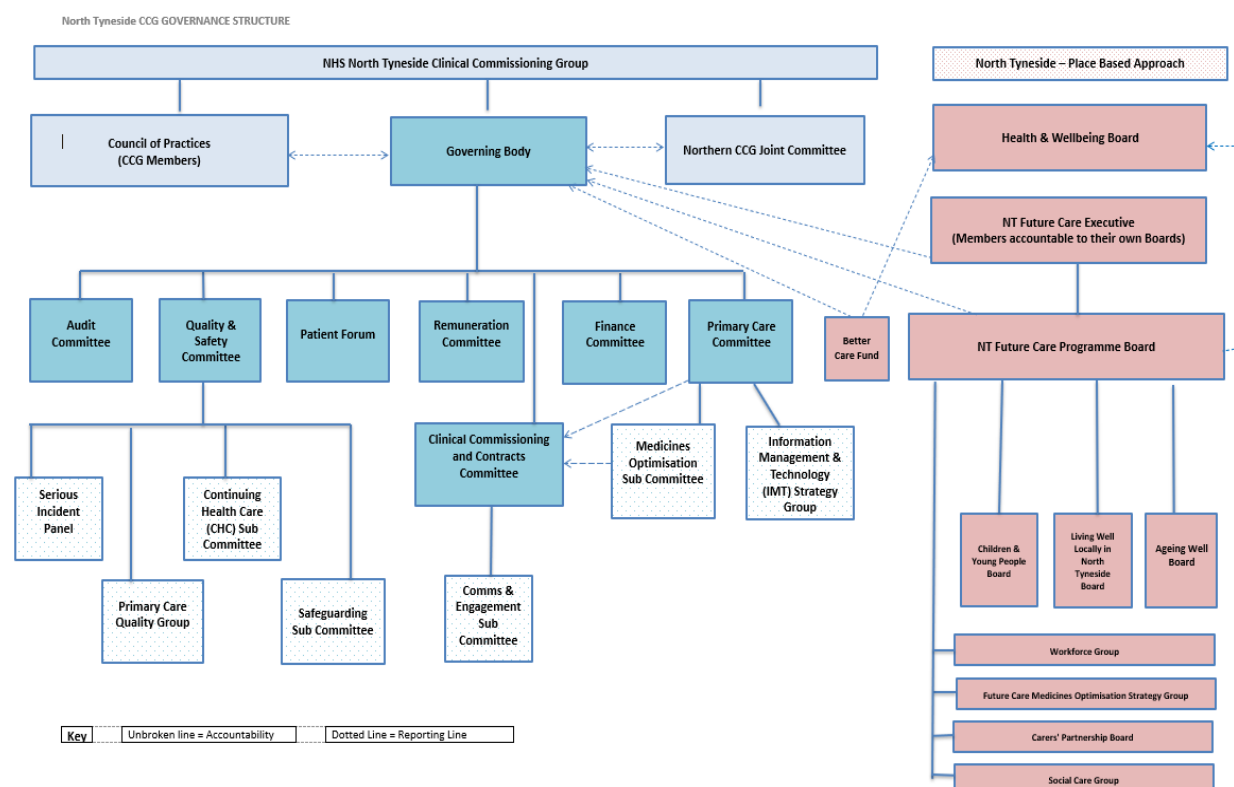 North Tyneside CCG GOVERNANCE STRUCTURE
NHS North Tyneside Clinical Commissioning Group
North Tyneside – Place Based Approach
Council of Practices
(CCG Members)
Governing Body
Northern CCG Joint Committee
Health & Wellbeing Board
NT Future Care Executive
(Members accountable to their own Boards)
Audit
Committee
Quality &
Safety
Committee
Patient Forum
Remuneration
Committee
Finance
Committee
Primary Care
Committee
Better
Care Fund
NT Future Care Programme Board
Clinical Commissioning
and Contracts
Committee
Medicines
Optimisation
Sub Committee
Information
Management &
Technology
(IMT) Strategy
Group
Serious
Incident
Panel
Continuing
Health Care
(CHC) Sub
Committee
Primary Care
Quality Group
Safeguarding
Sub Committee
Comms &
Engagement
Sub
Committee
Children &
Young People
Board
Living Well
Locally in
North
Tyneside
Board
Ageing Well
Board
Workforce Group
Future Care Medicines Optimisation Strategy Group
Carers' Partnership Board
Social Care Group
Key
Unbroken line = Accountability
Dotted Line = Reporting Line